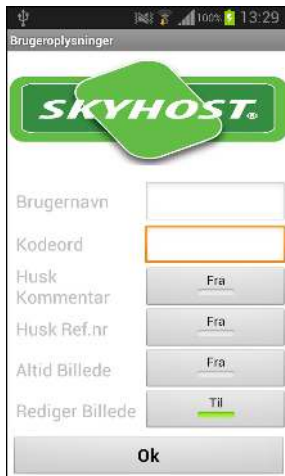 100% 13:29
Brugeroplysninger
SKYHOST®
Brugernavn
Kodeord
Husk
Kommentar
Fra
Husk Ref.nr
Fra
Altid Billede
Fra
Rediger Billede
Til
Ok